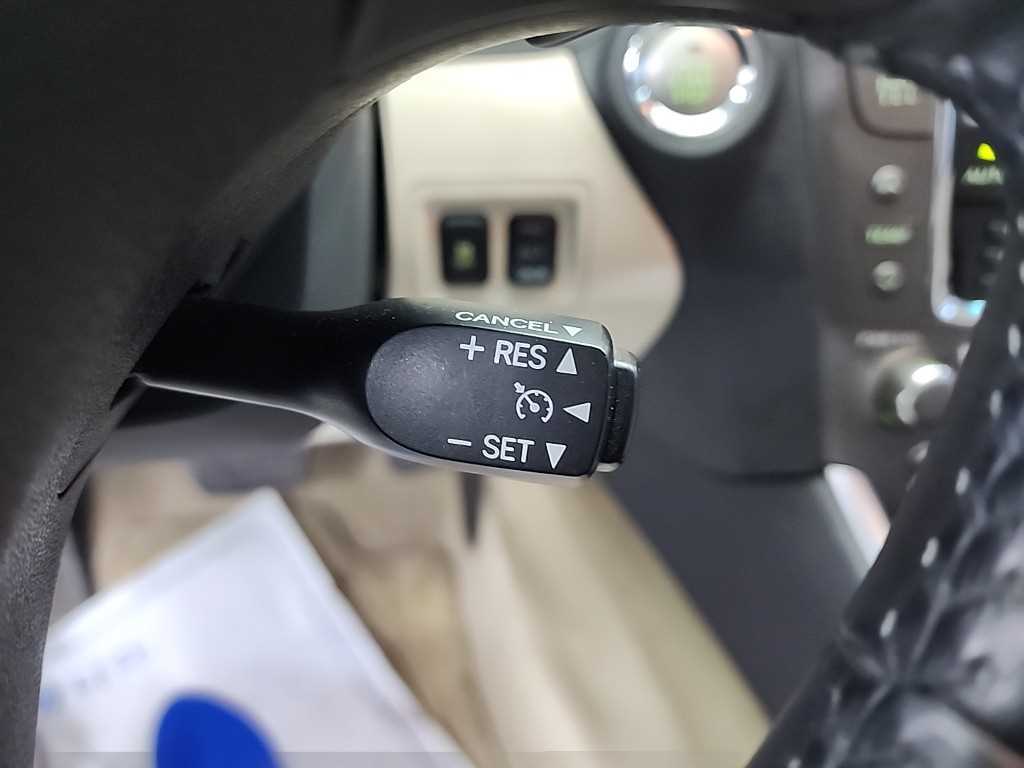 CANCEL▼
+ RES ▲
◀
− SET ▼